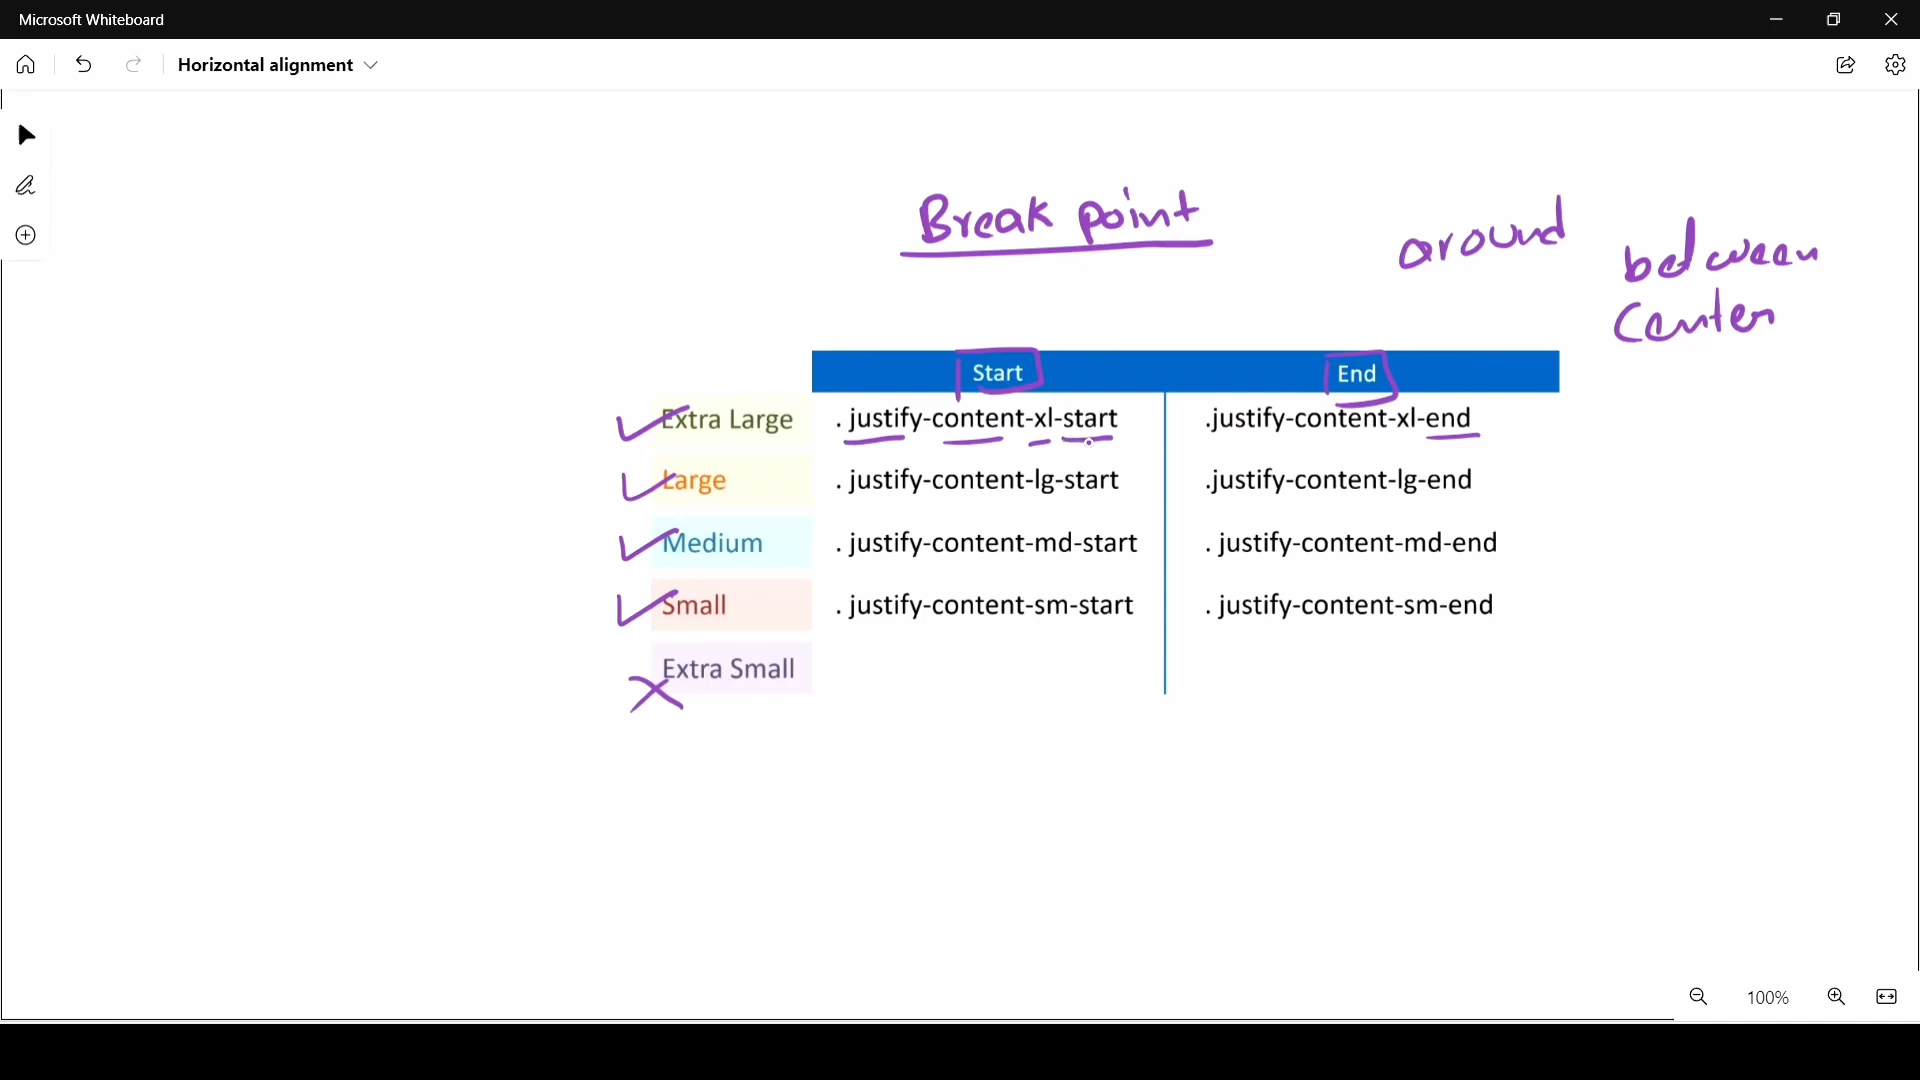 Microsoft Whiteboard
Horizontal alignment
Break point
around
between
Center
Start End
Extra Large . justify-content-xl-start .justify-content-xl-end
Large . justify-content-lg-start .justify-content-lg-end
Medium . justify-content-md-start . justify-content-md-end
Small . justify-content-sm-start . justify-content-sm-end
Extra Small
100%